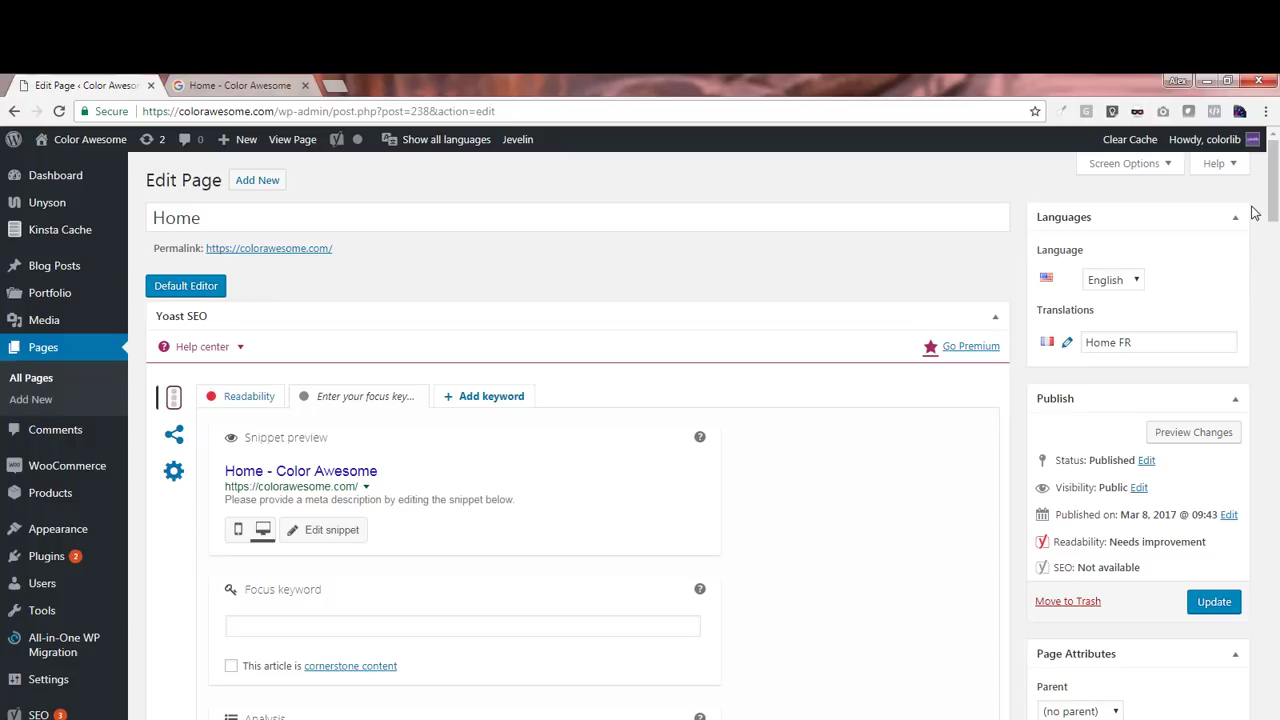 Edit Page ‹ Color Awesor
Home - Color Awesome
Alex
Secure
https://colorawesome.com/wp-admin/post.php?post=238&action=edit
Color Awesome
2
0
New
View Page
Show all languages
Jevelin
Clear Cache
Howdy, colorlib
Dashboard
Unyson
Kinsta Cache
Blog Posts
Portfolio
Media
Pages
All Pages
Add New
Comments
WooCommerce
Products
Appearance
Plugins 2
Users
Tools
All-in-One WP
Migration
Settings
SEO 3
Screen Options
Help
Edit Page
Add New
Home
Permalink: https://colorawesome.com/
Default Editor
Yoast SEO
Help center
Go Premium
Readability
Enter your focus key...
Add keyword
Snippet preview
Home - Color Awesome
https://colorawesome.com/
Please provide a meta description by editing the snippet below.
Edit snippet
Focus keyword
This article is cornerstone content
Analysis
Languages
Language
English
Translations
Home FR
Publish
Preview Changes
Status: Published Edit
Visibility: Public Edit
Published on: Mar 8, 2017 @ 09:43 Edit
Readability: Needs improvement
SEO: Not available
Move to Trash
Update
Page Attributes
Parent
(no parent)